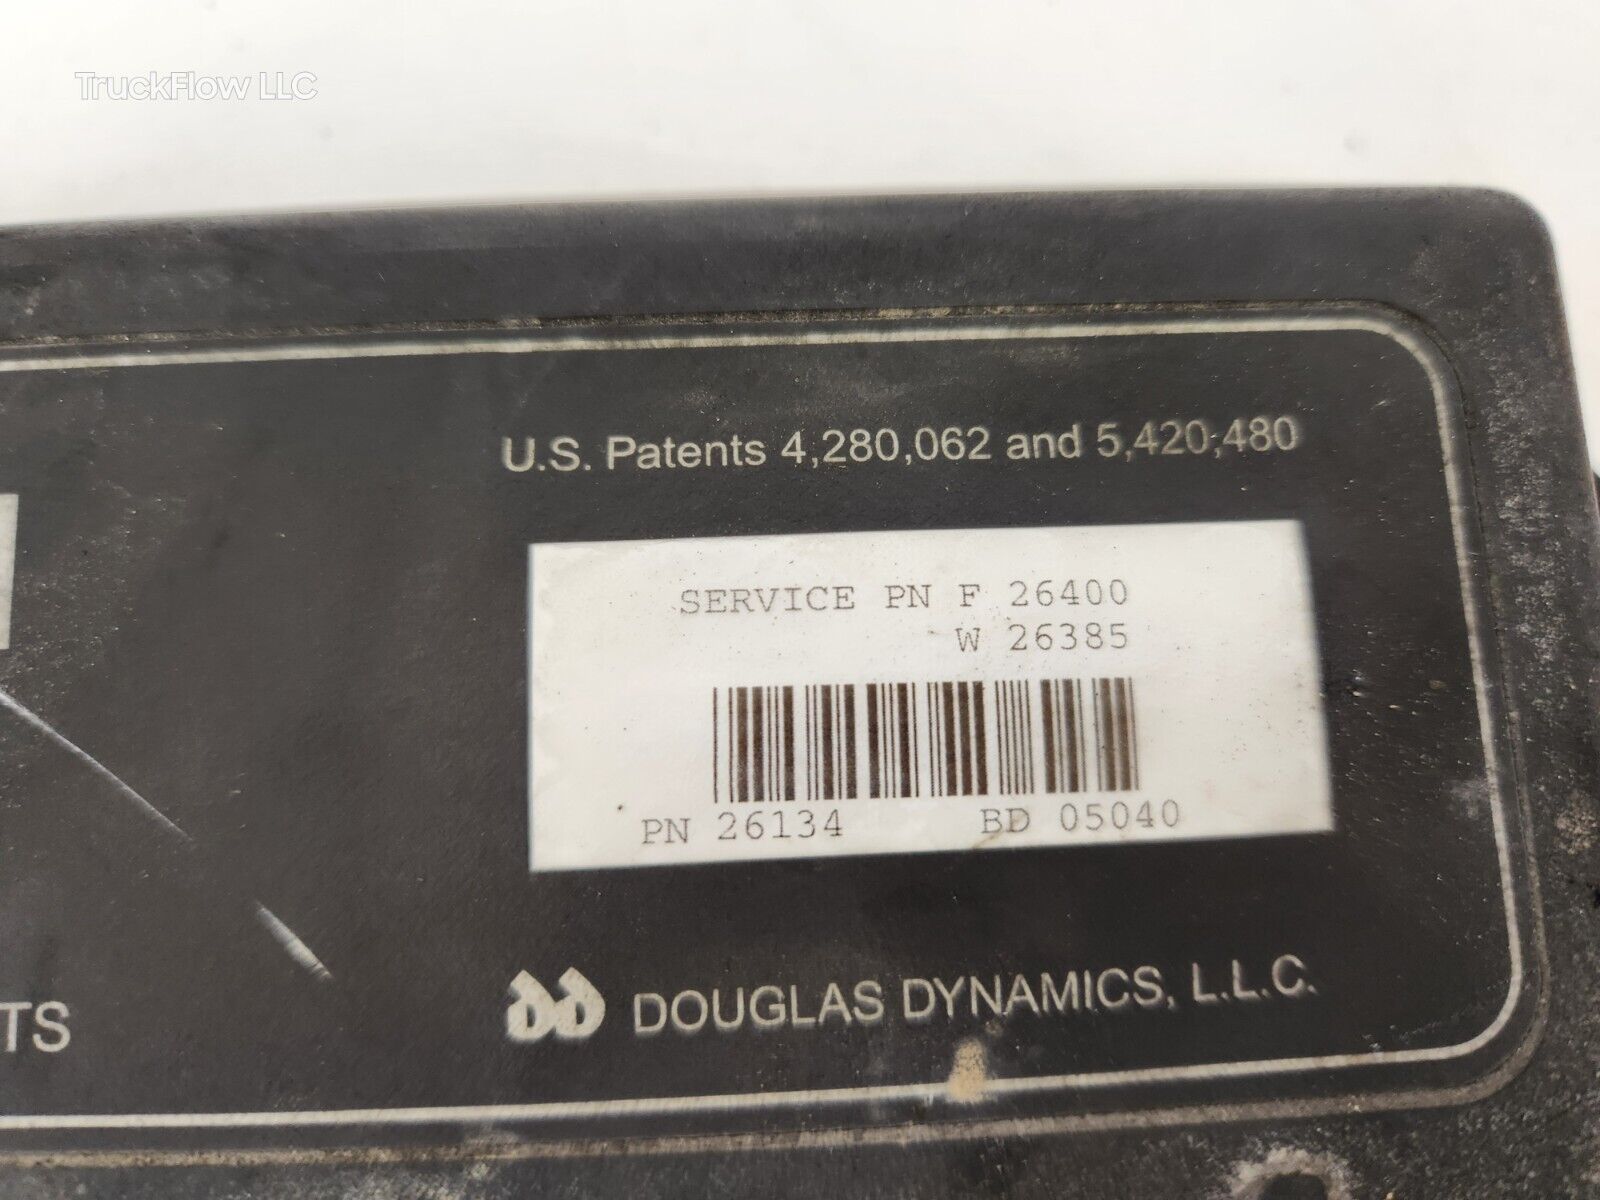 TruckFlow LLC
U.S. Patents 4,280,062 and 5,420,480
SERVICE PN F 26400
W 26385
PN 26134 BD 05040
TS
DOUGLAS DYNAMICS, L.L.C.